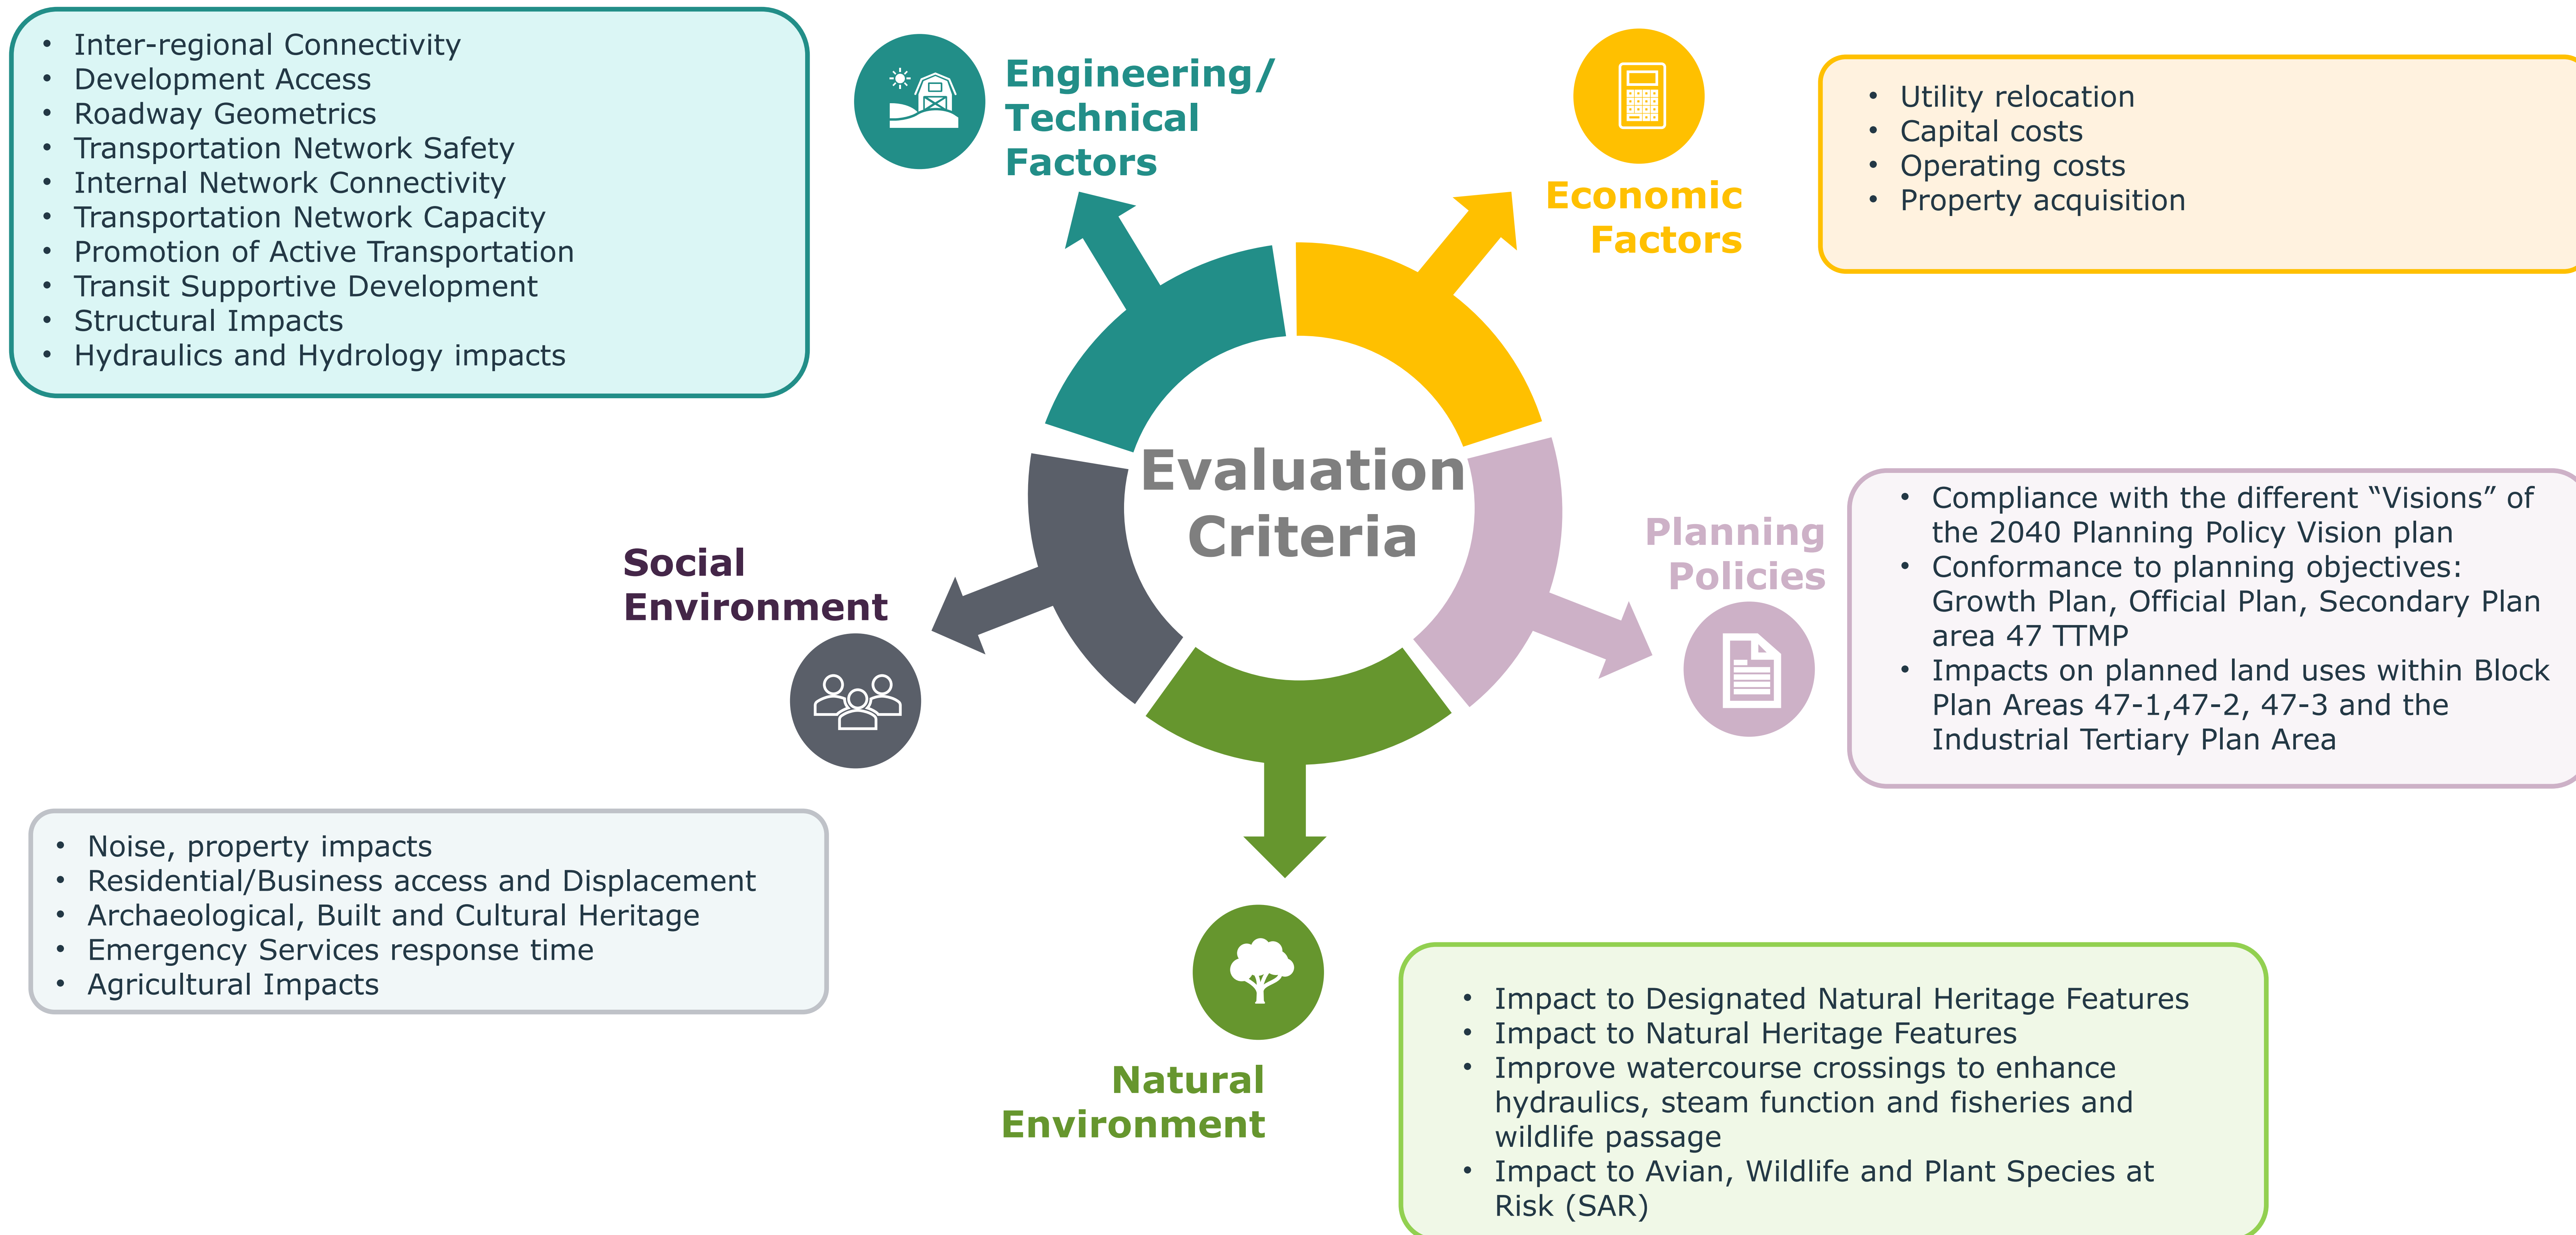 • Inter-regional Connectivity
• Development Access
• Roadway Geometrics
• Transportation Network Safety
• Internal Network Connectivity
• Transportation Network Capacity
• Promotion of Active Transportation
• Transit Supportive Development
• Structural Impacts
• Hydraulics and Hydrology impacts
Engineering/
Technical
Factors
Economic
Factors
• Utility relocation
• Capital costs
• Operating costs
• Property acquisition
Evaluation
Criteria
Planning
Policies
• Compliance with the different “Visions” of
the 2040 Planning Policy Vision plan
• Conformance to planning objectives:
Growth Plan, Official Plan, Secondary Plan
area 47 TTMP
• Impacts on planned land uses within Block
Plan Areas 47-1,47-2, 47-3 and the
Industrial Tertiary Plan Area
Social
Environment
• Noise, property impacts
• Residential/Business access and Displacement
• Archaeological, Built and Cultural Heritage
• Emergency Services response time
• Agricultural Impacts
Natural
Environment
• Impact to Designated Natural Heritage Features
• Impact to Natural Heritage Features
• Improve watercourse crossings to enhance
hydraulics, steam function and fisheries and
wildlife passage
• Impact to Avian, Wildlife and Plant Species at
Risk (SAR)